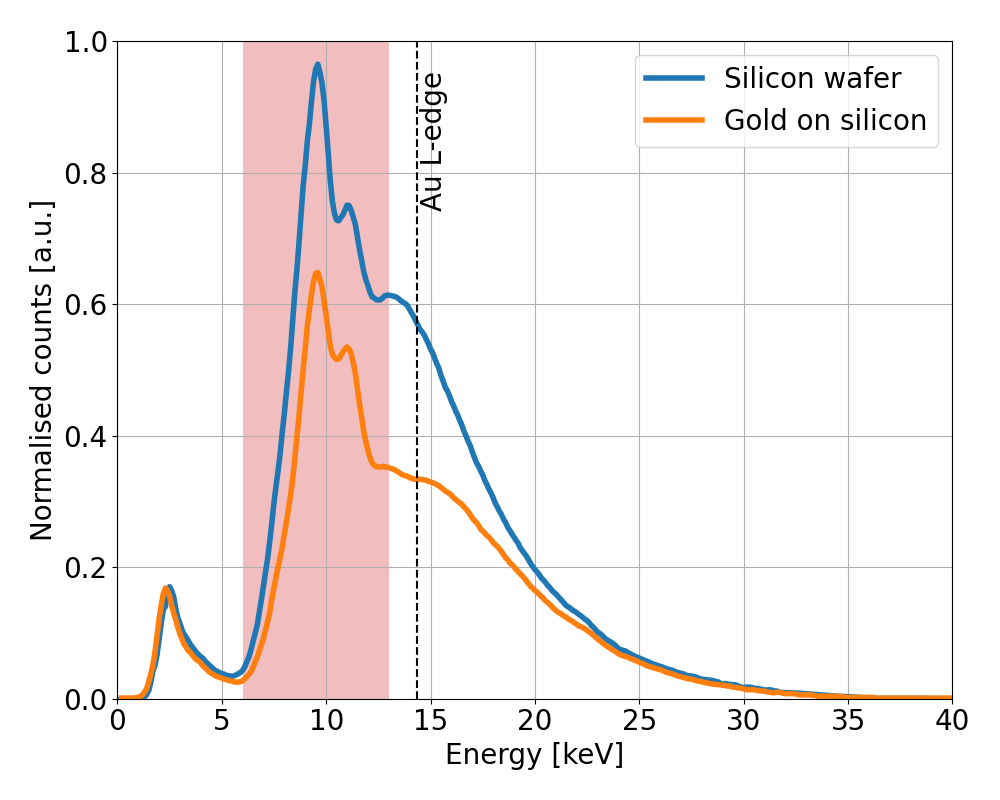 Normalised counts [a.u.]
1.0
0.8
0.6
0.4
0.2
0.0
Silicon wafer
Gold on silicon
Au L-edge
0 5 10 15 20 25 30 35 40
Energy [keV]